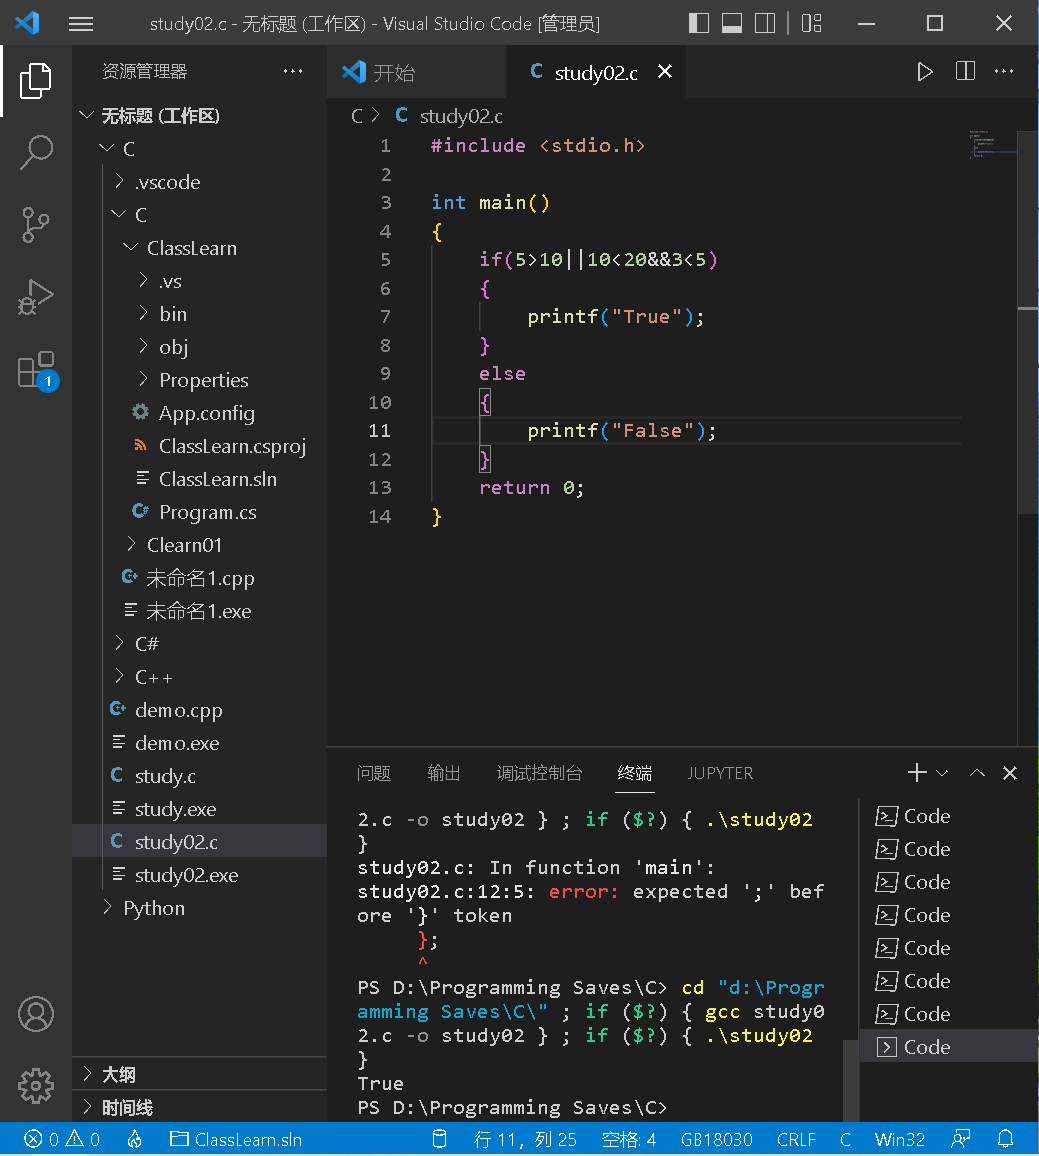 study02.c - 无标题 (工作区) - Visual Studio Code [管理员]
资源管理器
无标题 (工作区)
C
.vscode
C
ClassLearn
.vs
bin
obj
Properties
App.config
ClassLearn.csproj
ClassLearn.sln
Program.cs
Clearn01
未命名1.cpp
未命名1.exe
C#
C++
demo.cpp
demo.exe
study.c
study.exe
study02.c
study02.exe
Python
大纲
时间线
1
开始
C study02.c
C > C study02.c
1 #include <stdio.h>
2
3 int main()
4 {
5 if(5>10||10<20&&3<5)
6 {
7 printf("True");
8 }
9 else
10 {
11 printf("False");
12 }
13 return 0;
14 }
问题 输出 调试控制台 终端 JUPYTER
2.c -o study02 } ; if ($?) { .\study02
}
study02.c: In function 'main':
study02.c:12:5: error: expected ';' bef
ore '}' token
};
^
PS D:\Programming Saves\C> cd "d:\Progr
amming Saves\C\" ; if ($?) { gcc study0
2.c -o study02 } ; if ($?) { .\study02
}
True
PS D:\Programming Saves\C>
Code
Code
Code
Code
Code
Code
Code
Code
0 0 ClassLearn.sln 行 11，列 25 空格: 4 GB18030 CRLF C Win32